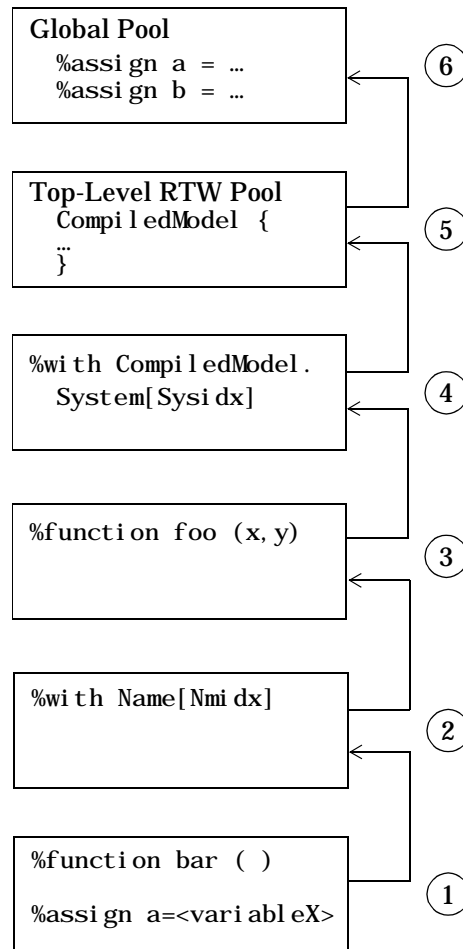 Global Pool
%assign a = …
%assign b = …
6
Top-Level RTW Pool
CompiledModel {
…
}
5
%with CompiledModel.
System[Sysidx]
4
%function foo (x,y)
3
%with Name[Nmidx]
2
%function bar ( )
%assign a=<variableX>
1